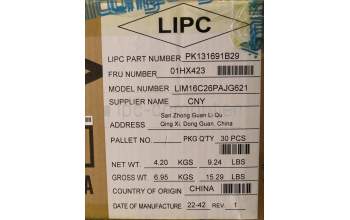 LIPC
LIPC PART NUMBER PK131691B29
FRU NUMBER 01HX423
MODEL NUMBER LIM16C26PAJG621
SUPPLIER NAME CNY
San Zhong Guan Li Qu
ADDRESS Qing Xi, Dong Guan, China
PALLET NO. PKG Q'TY 30 PCS
NET WT. 4.20 KGS 9.24 LBS
GROSS WT. 6.95 KGS 15.29 LBS
COUNTRY OF ORIGIN CHINA
DATE OF MANUFACTURE 22-42 REV. 1